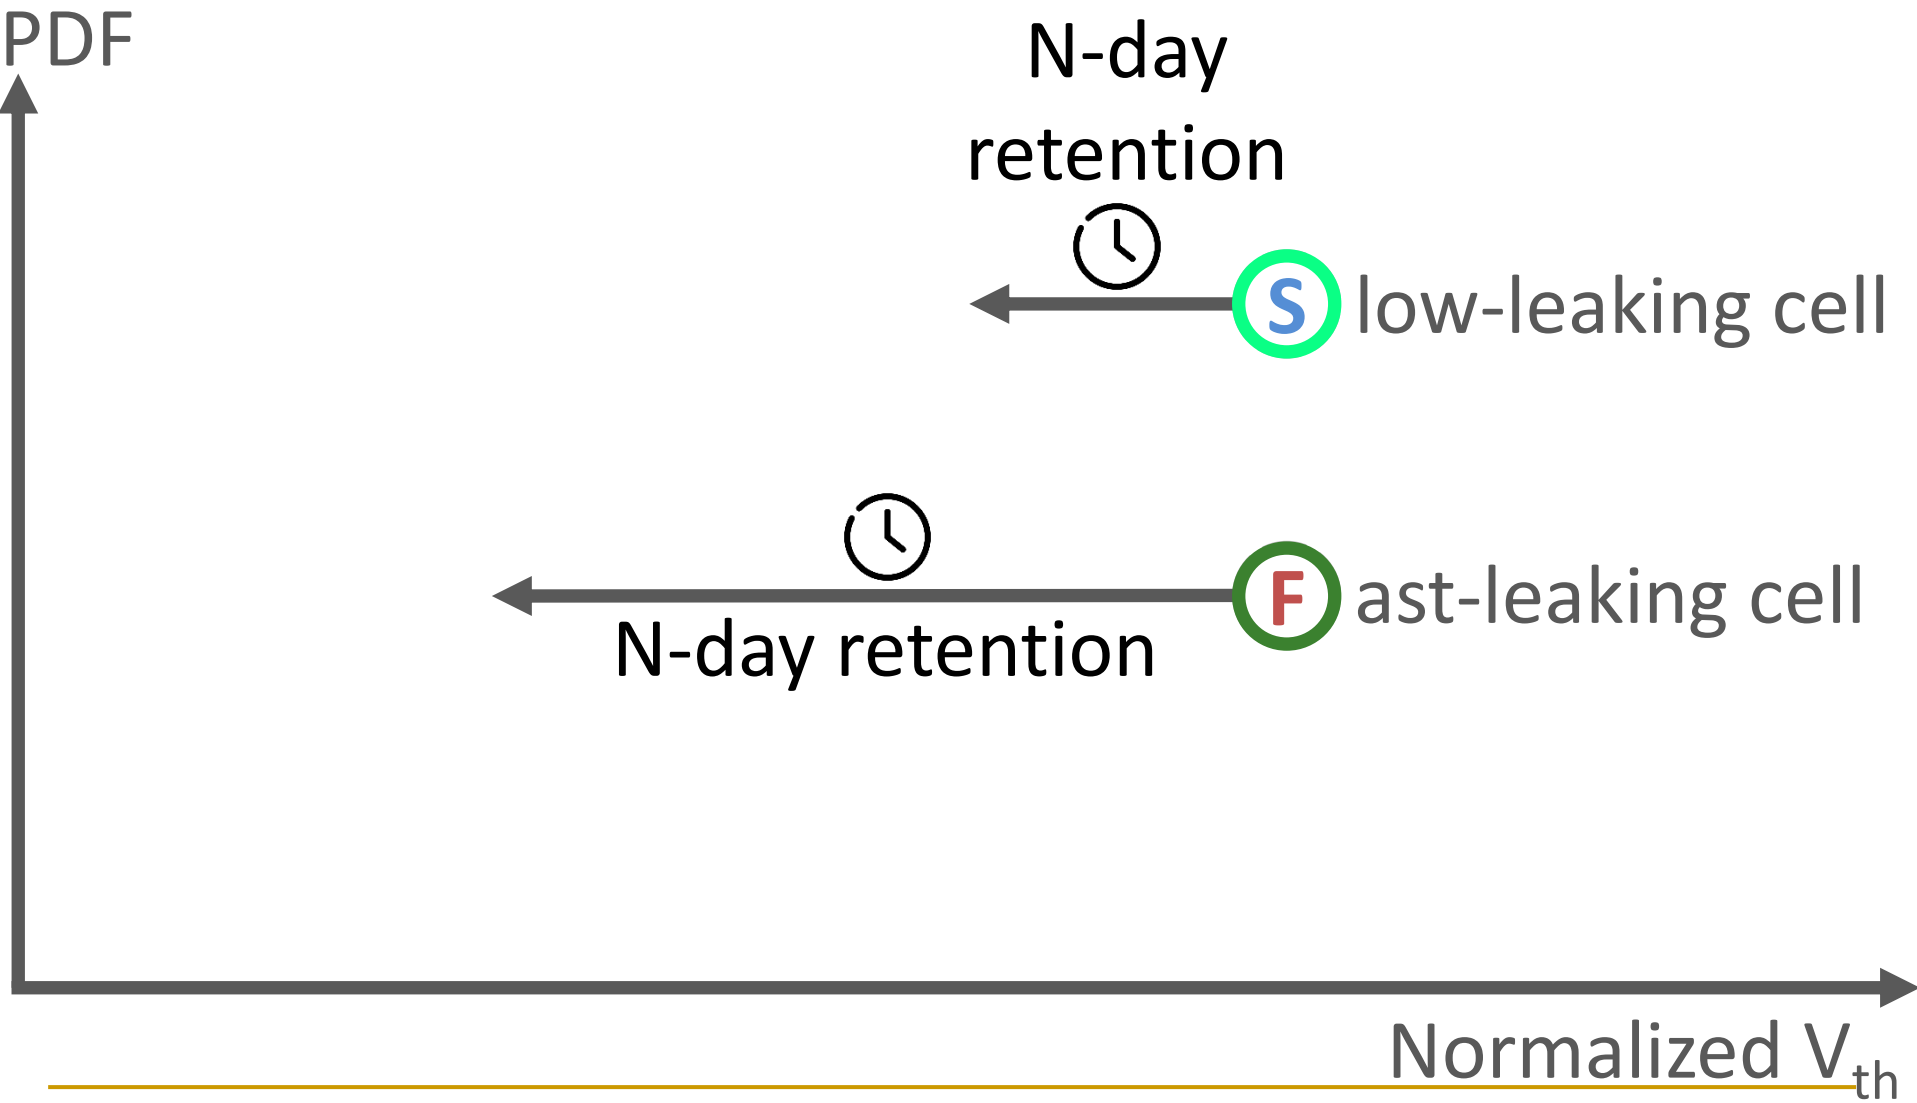 PDF
N-day
retention
S low-leaking cell
F ast-leaking cell
N-day retention
Normalized Vth